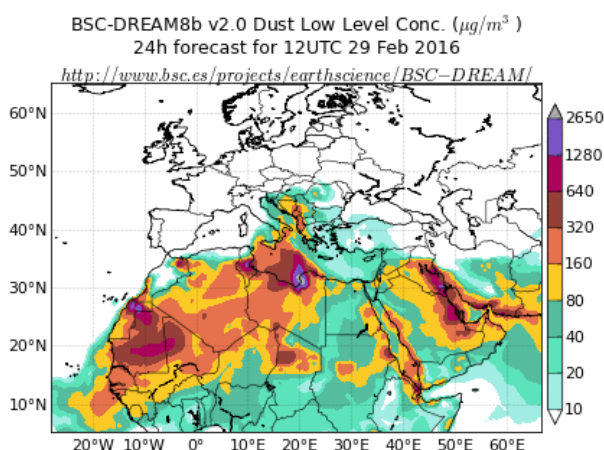 BSC-DREAM8b v2.0 Dust Low Level Conc. (μg/m³ )
24h forecast for 12UTC 29 Feb 2016
http://www.bsc.es/projects/earthscience/BSC−DREAM/
60°N
50°N
40°N
30°N
20°N
10°N
20°W 10°W 0° 10°E 20°E 30°E 40°E 50°E 60°E
2650
1280
640
320
160
80
40
20
10